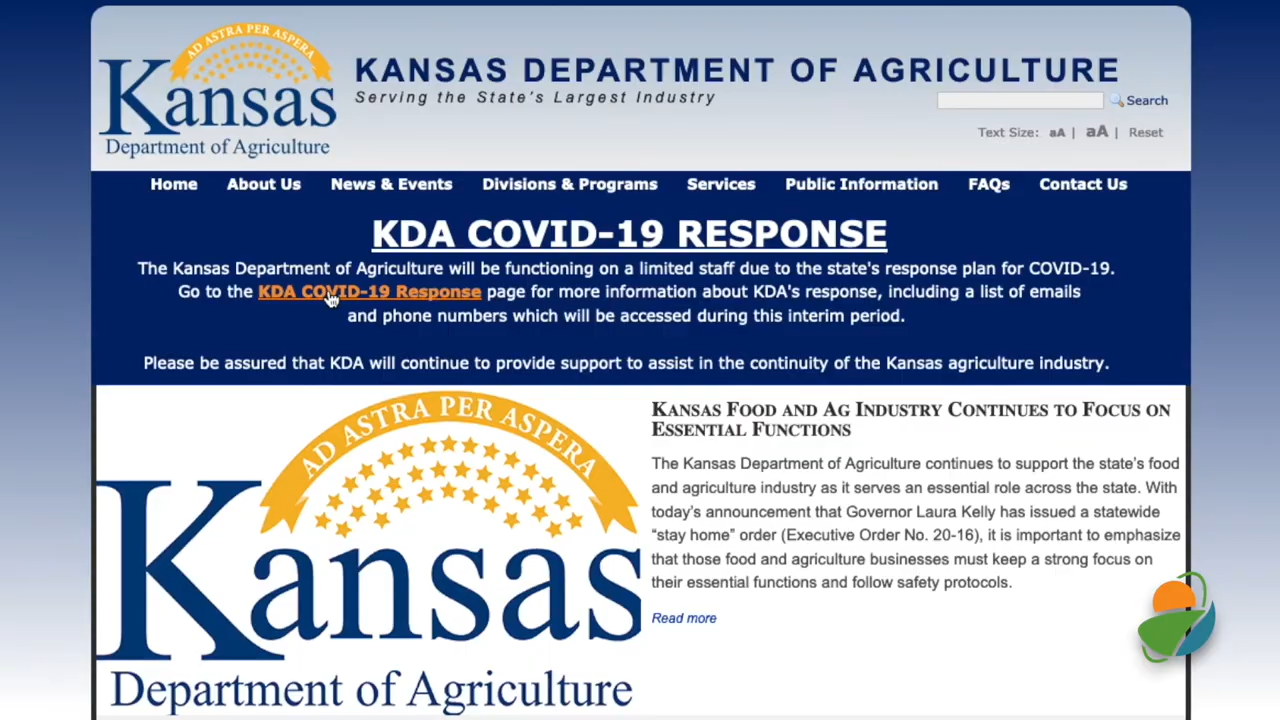 AD ASTRA PER ASPERA
Kansas
Department of Agriculture
KANSAS DEPARTMENT OF AGRICULTURE
Serving the State's Largest Industry
Search
Text Size: aA | aA | Reset
Home About Us News & Events Divisions & Programs Services Public Information FAQs Contact Us
KDA COVID-19 RESPONSE
The Kansas Department of Agriculture will be functioning on a limited staff due to the state's response plan for COVID-19.
Go to the KDA COVID-19 Response page for more information about KDA's response, including a list of emails
and phone numbers which will be accessed during this interim period.
Please be assured that KDA will continue to provide support to assist in the continuity of the Kansas agriculture industry.
AD ASTRA PER ASPERA
Kansas
Department of Agriculture
KANSAS FOOD AND AG INDUSTRY CONTINUES TO FOCUS ON
ESSENTIAL FUNCTIONS
The Kansas Department of Agriculture continues to support the state's food
and agriculture industry as it serves an essential role across the state. With
today's announcement that Governor Laura Kelly has issued a statewide
“stay home” order (Executive Order No. 20-16), it is important to emphasize
that those food and agriculture businesses must keep a strong focus on
their essential functions and follow safety protocols.
Read more